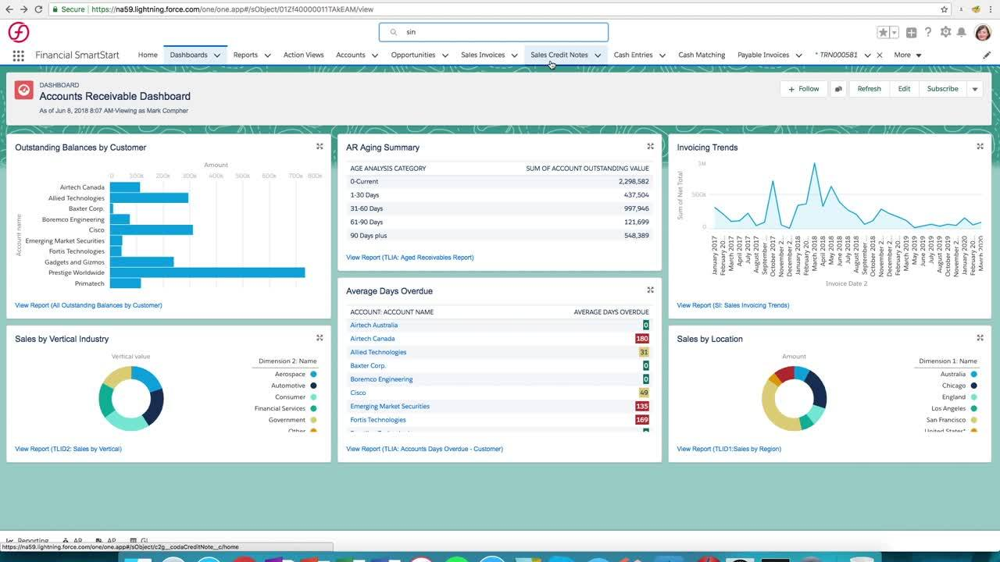 Secure | https://na59.lightning.force.com/one/one.app#/sObject/01Zf40000011TAkEAM/view
sin
Financial SmartStart
Home Dashboards Reports Action Views Accounts Opportunities Sales Invoices Sales Credit Notes Cash Entries Cash Matching Payable Invoices * TRN000581 More
DASHBOARD
Accounts Receivable Dashboard
As of Jun 8, 2018 8:07 AM·Viewing as Mark Compher
Follow Refresh Edit Subscribe
Outstanding Balances by Customer
Amount
0 100k 200k 300k 400k 500k 600k 700k 800k
Account name
Airtech Canada
Allied Technologies
Baxter Corp.
Boremco Engineering
Cisco
Emerging Market Securities
Fortis Technologies
Gadgets and Gizmos
Prestige Worldwide
Primatech
View Report (All Outstanding Balances by Customer)
AR Aging Summary
AGE ANALYSIS CATEGORY SUM OF ACCOUNT OUTSTANDING VALUE
0-Current 2,298,582
1-30 Days 437,504
31-60 Days 997,946
61-90 Days 121,699
90 Days plus 548,389
View Report (TLIA: Aged Receivables Report)
Invoicing Trends
Sum of Net Total
1M
500k
0
January 2017
February 20...
March 2017
April 2017
July 2017
August 2017
September ...
October 2017
November 2...
December 2...
January 2018
February 20...
March 2018
April 2018
May 2018
June 2018
July 2018
August 2018
September ...
October 2018
November 2...
December 2...
January 2019
February 20...
March 2019
April 2019
May 2019
June 2019
July 2019
August 2019
September ...
October 2019
November 2...
January 2020
February 20...
March 2020
Invoice Date 2
View Report (SI: Sales Invoicing Trends)
Average Days Overdue
ACCOUNT: ACCOUNT NAME AVERAGE DAYS OVERDUE
Airtech Australia 0
Airtech Canada 180
Allied Technologies 31
Baxter Corp. 0
Boremco Engineering 0
Cisco 49
Emerging Market Securities 135
Fortis Technologies 169
View Report (TLIA: Accounts Days Overdue - Customer)
Sales by Vertical Industry
Vertical value
Dimension 2: Name
Aerospace
Automotive
Consumer
Financial Services
Government
Other
View Report (TLID2: Sales by Vertical)
Sales by Location
Amount
Dimension 1: Name
Australia
Chicago
England
Los Angeles
San Francisco
United States*
View Report (TLID1:Sales by Region)
Reporting AR AP GL
https://na59.lightning.force.com/one/one.app#/sObject/c2g__codaCreditNote__c/home